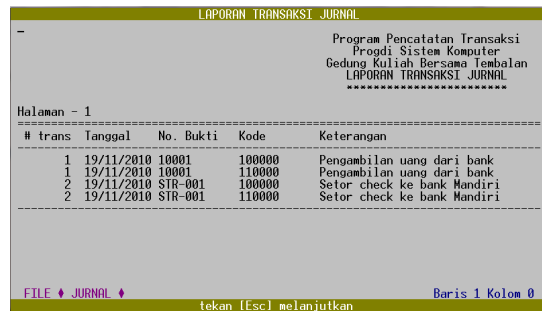 LAPORAN TRANSAKSI JURNAL
Program Pencatatan Transaksi
Progdi Sistem Komputer
Gedung Kuliah Bersama Tembalan
LAPORAN TRANSAKSI JURNAL
************************
Halaman - 1
# trans Tanggal No. Bukti Kode Keterangan
1 19/11/2010 10001 100000 Pengambilan uang dari bank
1 19/11/2010 10001 110000 Pengambilan uang dari bank
2 19/11/2010 STR-001 100000 Setor check ke bank Mandiri
2 19/11/2010 STR-001 110000 Setor check ke bank Mandiri
FILE ♦ JURNAL ♦ Baris 1 Kolom 0
tekan [Esc] melanjutkan